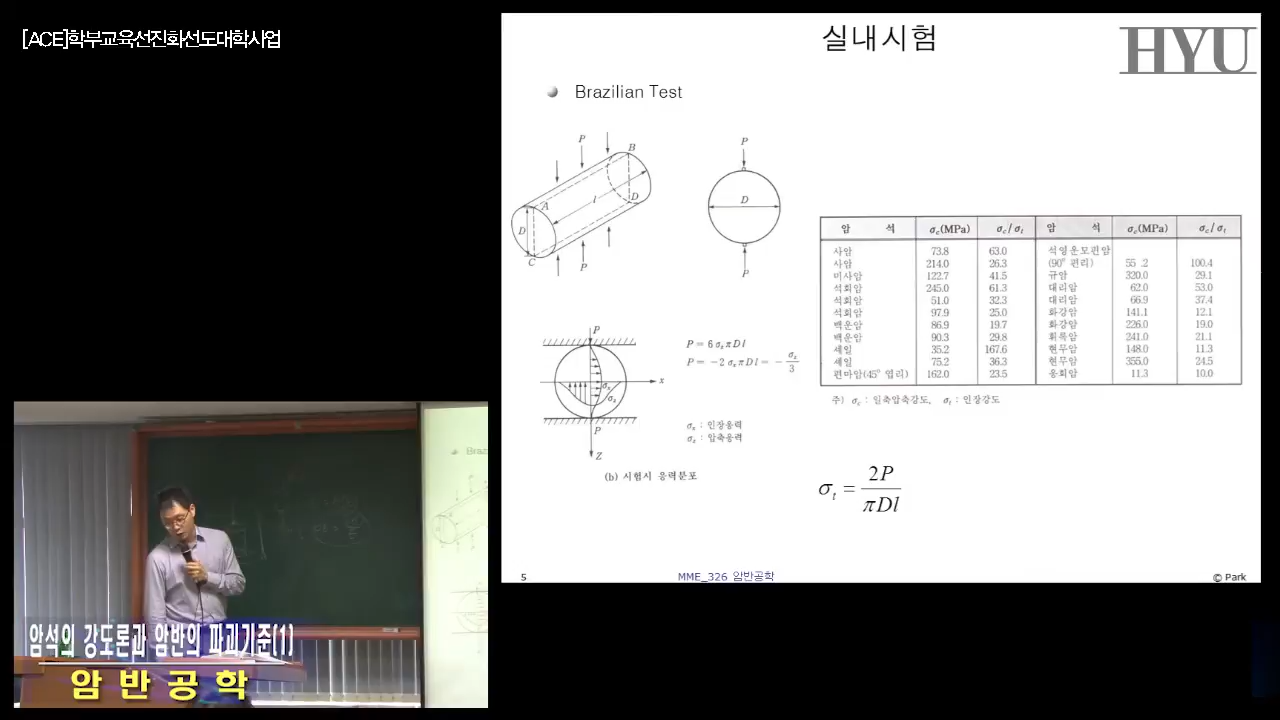 [ACE]학부교육선진화선도대학사업
실내시험
HYU
Brazilian Test
P
B
A
l
D
D
C
P
P
D
P
P
x
σx
σz
P
Z
P = 6 σz π D l
P = −2 σx π D l = − σz / 3
σx : 인장응력
σz : 압축응력
(b) 시험시 응력분포
암 석 σc(MPa) σc/σt 암 석 σc(MPa) σc/σt
사암 73.8 63.0 석영운모편암
사암 214.0 26.3 (90° 편리) 55 .2 100.4
미사암 122.7 41.5 규암 320.0 29.1
석회암 245.0 61.3 대리암 62.0 53.0
석회암 51.0 32.3 대리암 66.9 37.4
석회암 97.9 25.0 화강암 141.1 12.1
백운암 86.9 19.7 화강암 226.0 19.0
백운암 90.3 29.8 휘록암 241.0 21.1
셰일 35.2 167.6 현무암 148.0 11.3
셰일 75.2 36.3 현무암 355.0 24.5
편마암(45° 엽리) 162.0 23.5 응회암 11.3 10.0
주) σc : 일축압축강도, σt : 인장강도
σt = 2P / πDl
5
MME_326 암반공학
© Park
암석의 강도론과 암반의 파괴기준(1)
암반공학